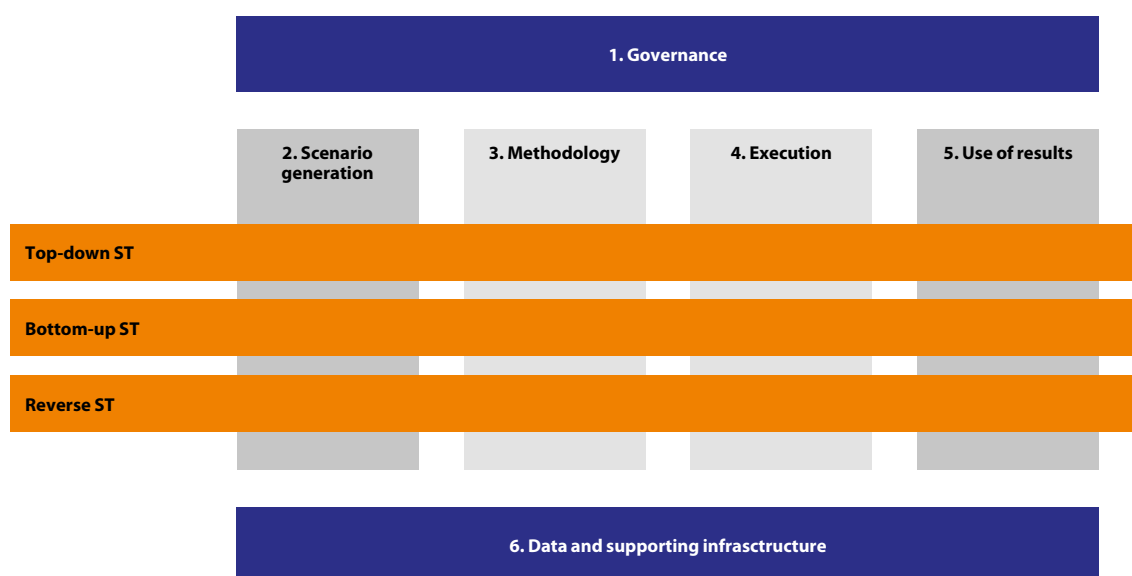 1. Governance
2. Scenario
generation
3. Methodology
4. Execution
5. Use of results
Top-down ST
Bottom-up ST
Reverse ST
6. Data and supporting infrasctructure